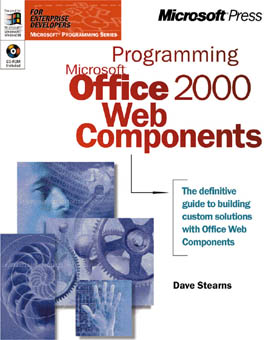 FOR
ENTERPRISE
DEVELOPERS
MICROSOFT PROGRAMMING SERIES
Microsoft Press
Programming
Microsoft
Office 2000
Web
Components
The definitive
guide to building
custom solutions
with Office Web
Components
Dave Stearns